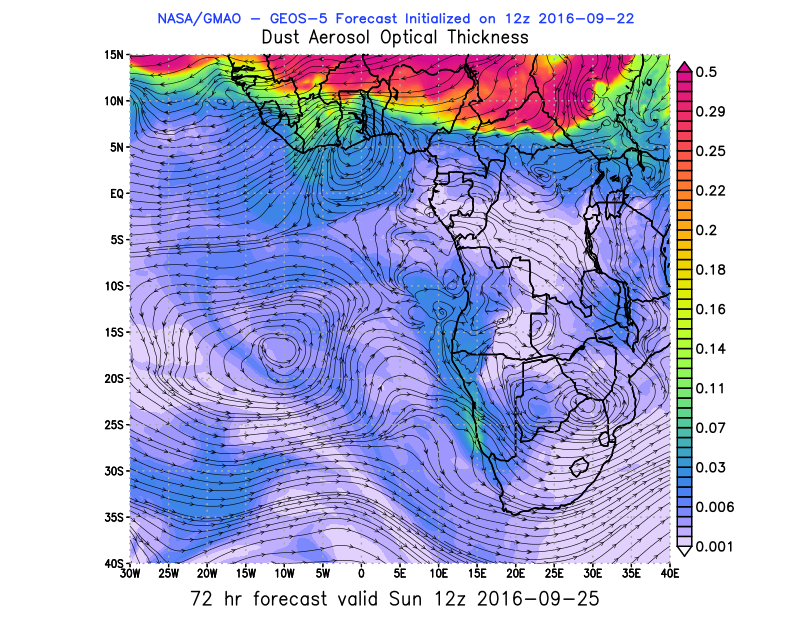 NASA/GMAO - GEOS-5 Forecast Initialized on 12z 2016-09-22
Dust Aerosol Optical Thickness
15N
10N
5N
EQ
5S
10S
15S
20S
25S
30S
35S
40S
30W 25W 20W 15W 10W 5W 0 5E 10E 15E 20E 25E 30E 35E 40E
0.5
0.29
0.25
0.22
0.2
0.18
0.16
0.14
0.11
0.07
0.03
0.006
0.001
72 hr forecast valid Sun 12z 2016-09-25